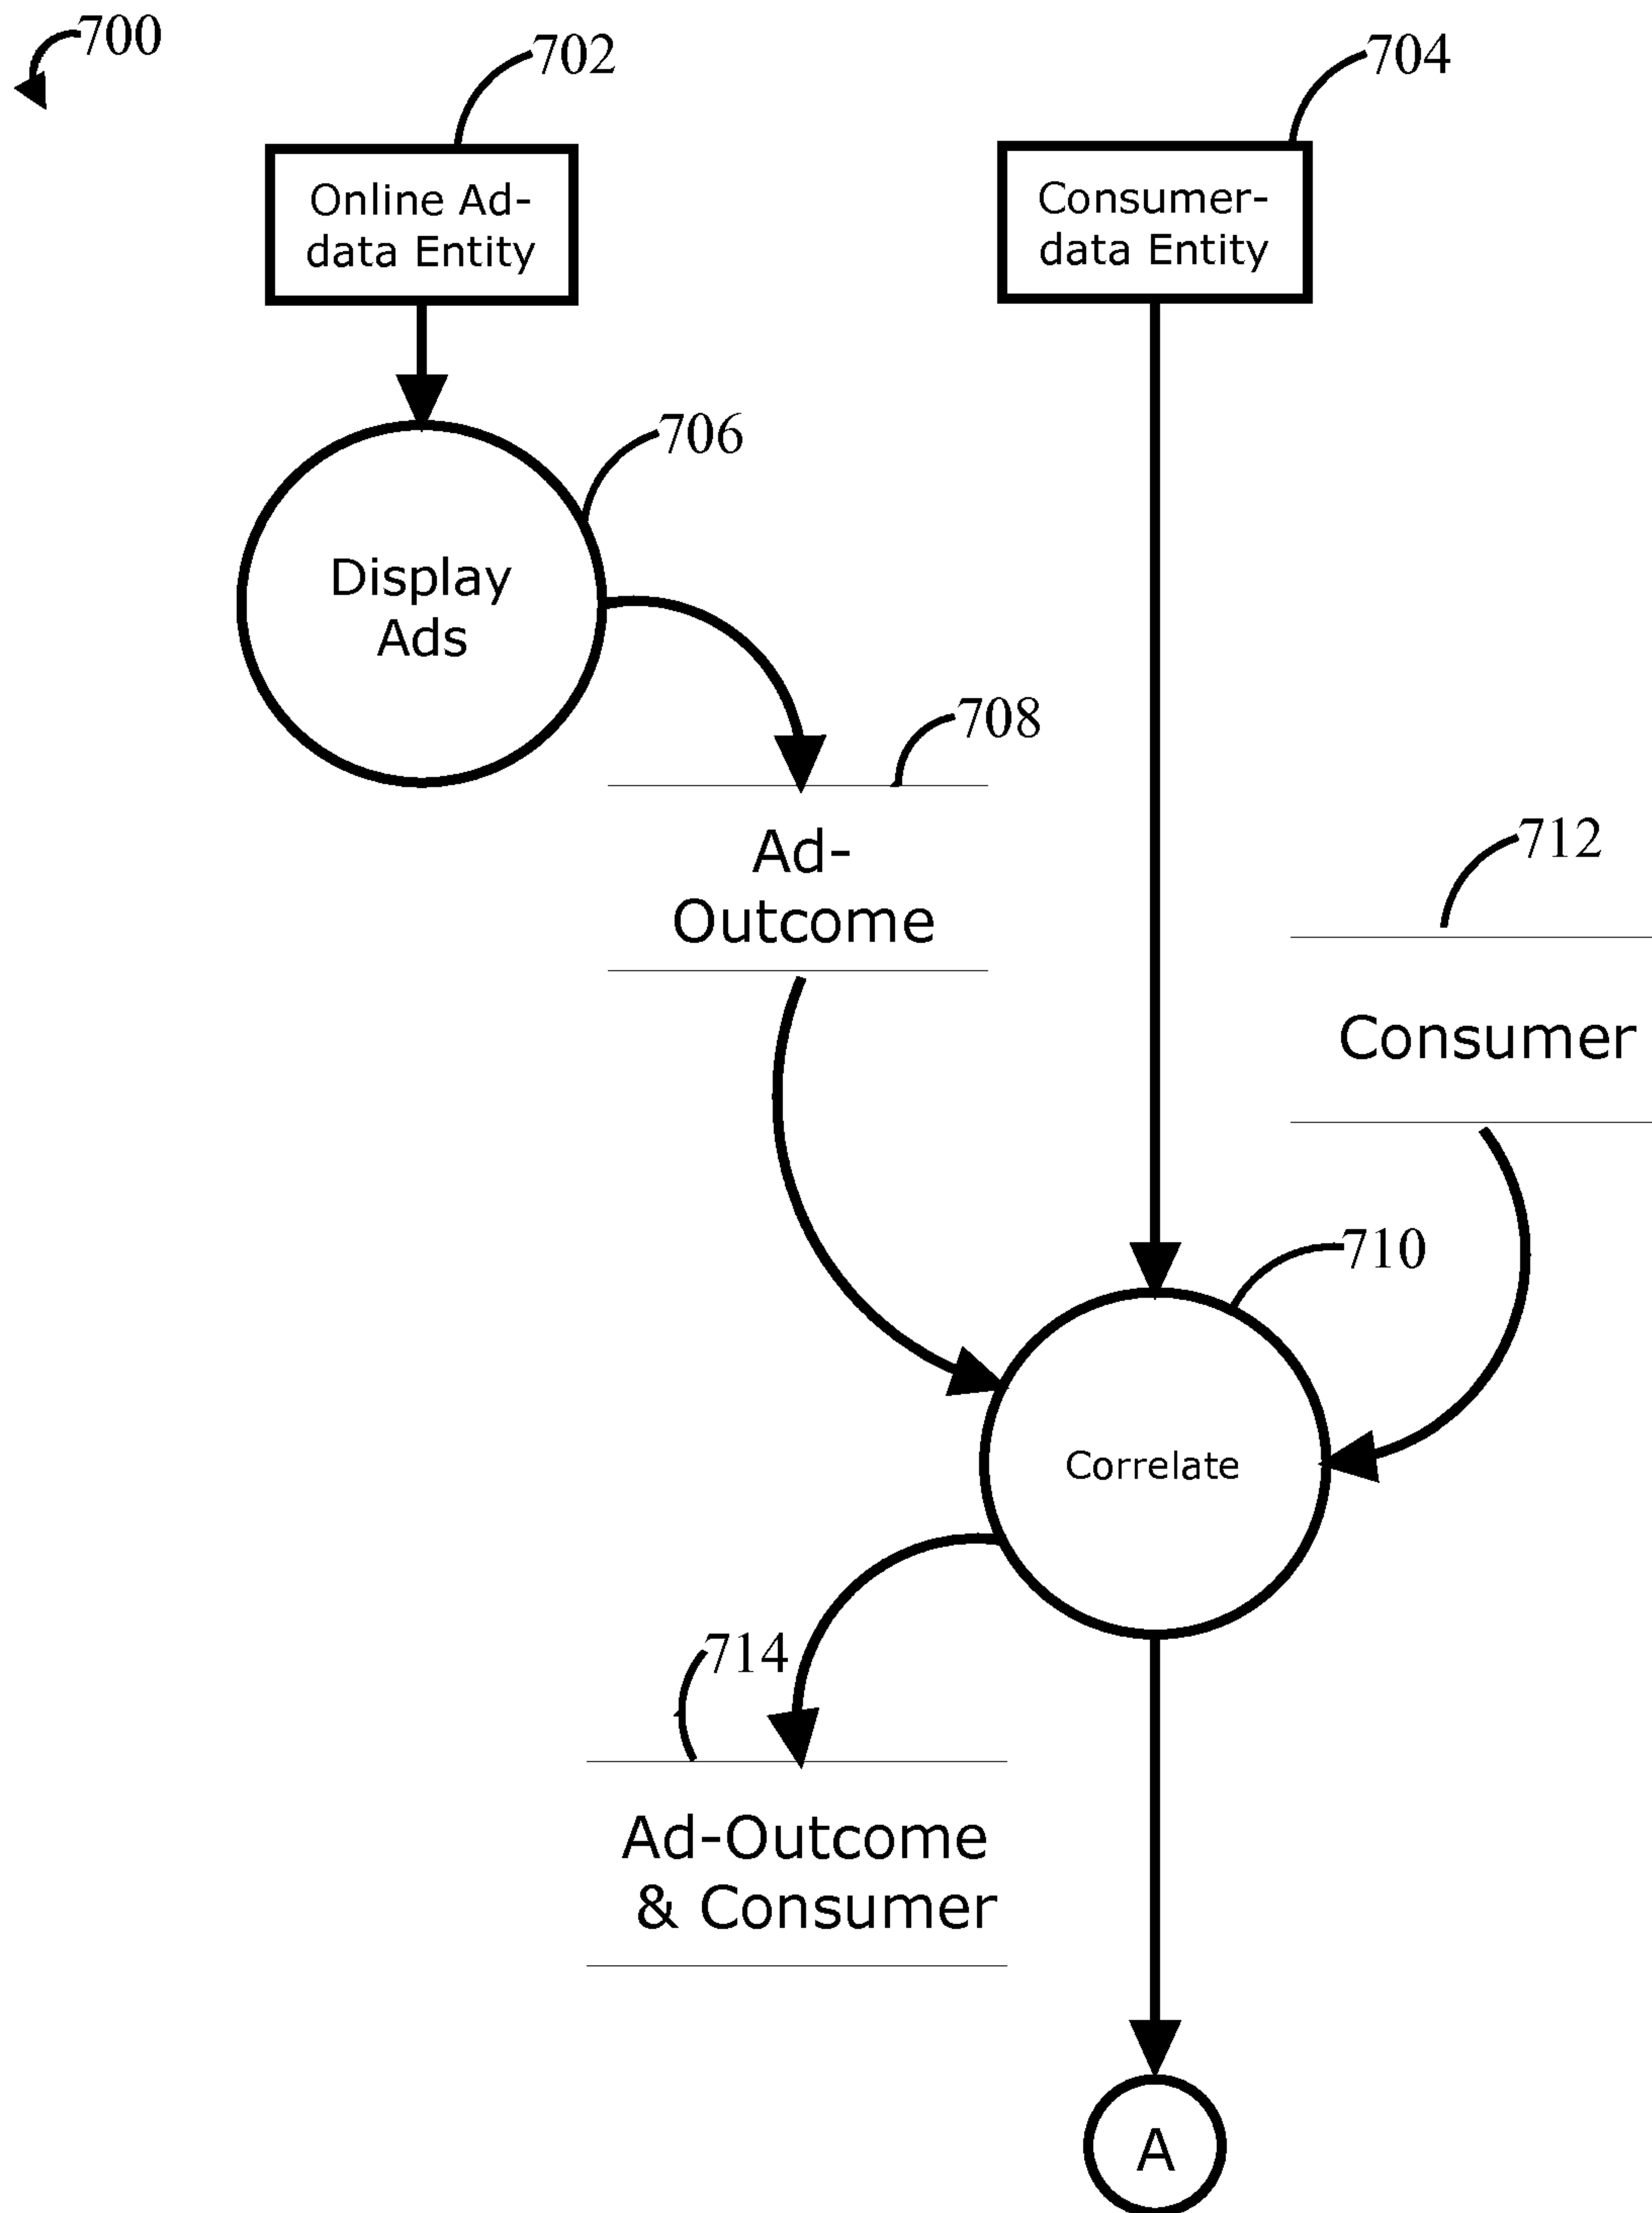 700
702
704
Online Ad-
data Entity
Consumer-
data Entity
706
Display
Ads
708
Ad-
Outcome
712
Consumer
710
Correlate
714
Ad-Outcome
& Consumer
A